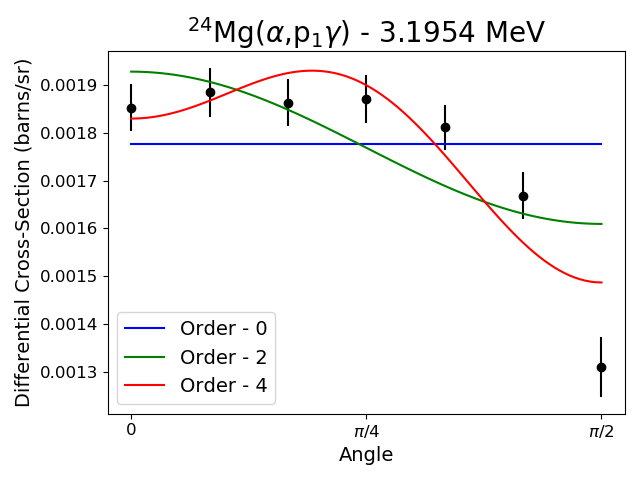 ²⁴Mg(α,p₁γ) - 3.1954 MeV
Differential Cross-Section (barns/sr)
0.0019
0.0018
0.0017
0.0016
0.0015
0.0014
0.0013
Order - 0
Order - 2
Order - 4
0 π/4 π/2
Angle